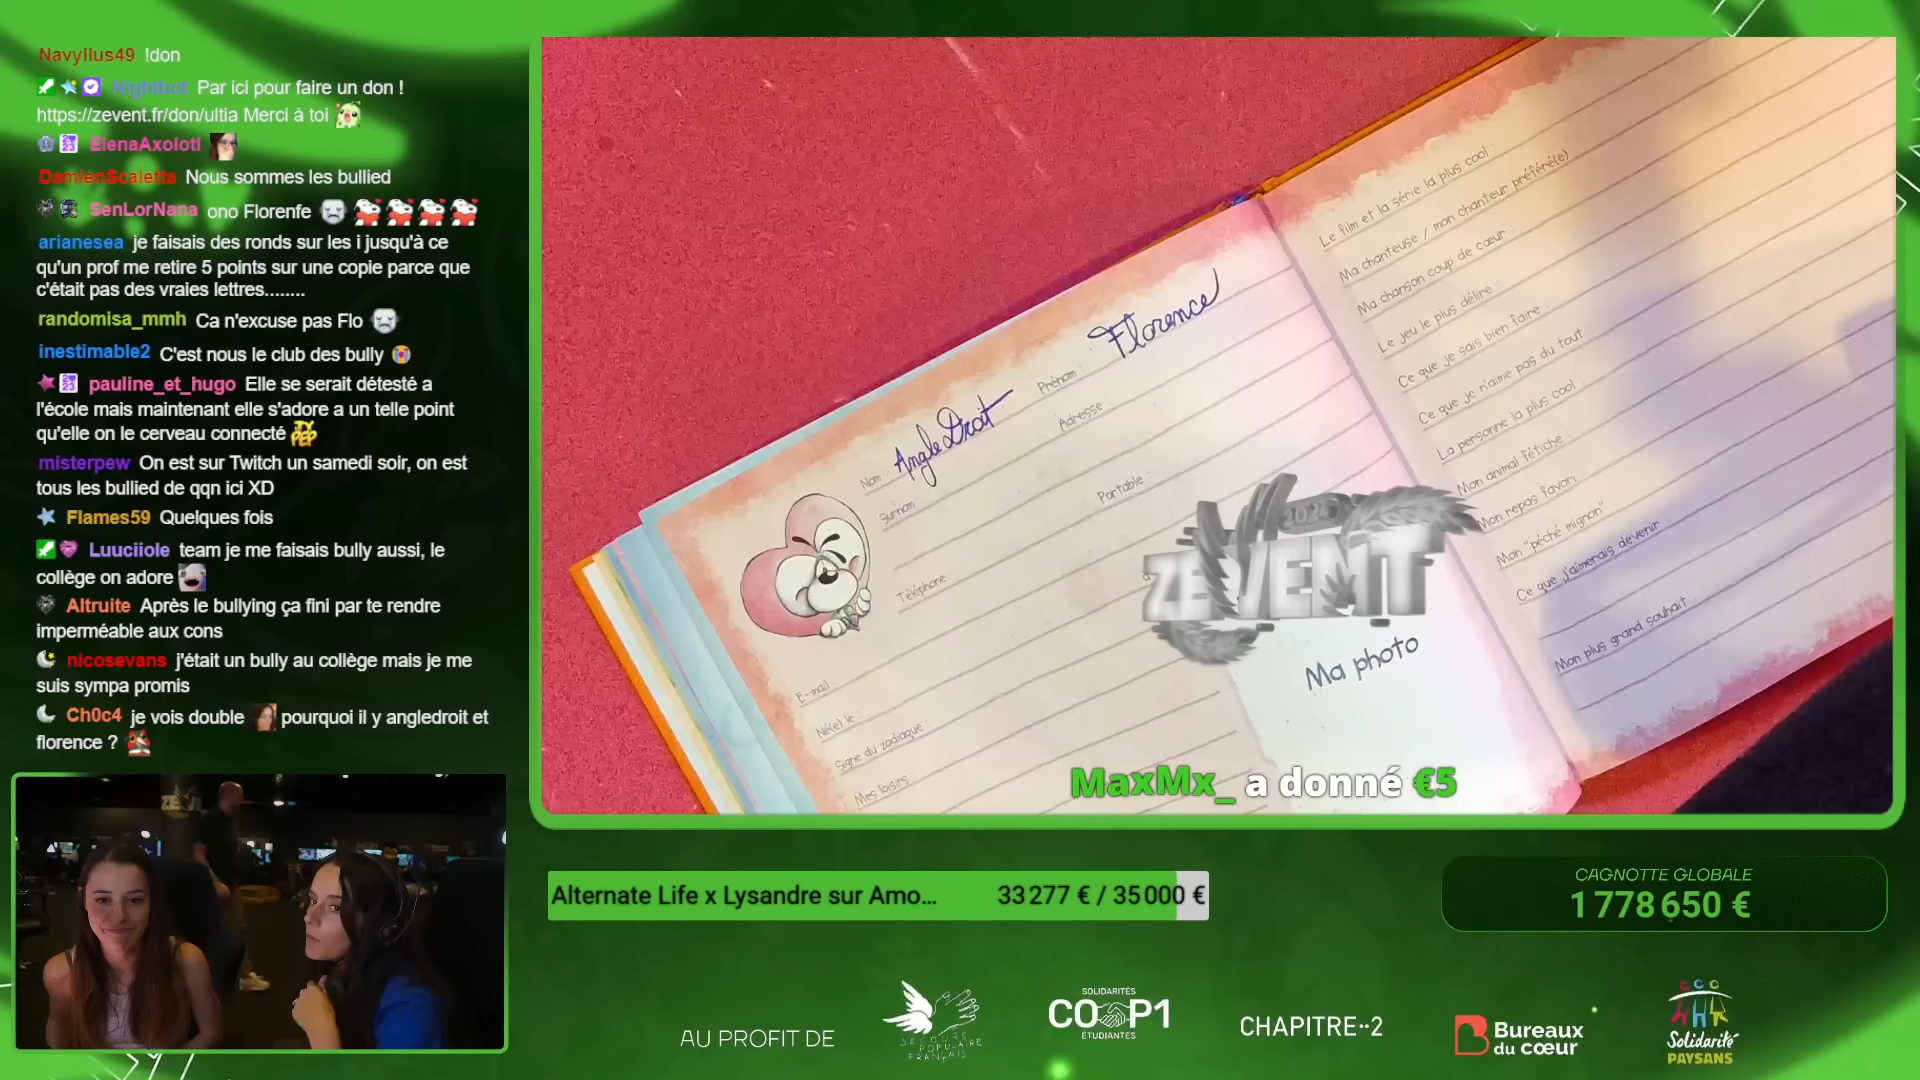 NavyIlus49 !don
Nightbot Par ici pour faire un don !
https://zevent.fr/don/ultia Merci à toi
ElenaAxolotl
DamienScaletta Nous sommes les bullied
SenLorNana ono Florenfe
arianesea je faisais des ronds sur les i jusqu'à ce
qu'un prof me retire 5 points sur une copie parce que
c'était pas des vraies lettres........
randomisa_mmh Ca n'excuse pas Flo
inestimable2 C'est nous le club des bully
pauline_et_hugo Elle se serait détesté a
l'école mais maintenant elle s'adore a un telle point
qu'elle on le cerveau connecté
misterpew On est sur Twitch un samedi soir, on est
tous les bullied de qqn ici XD
Flames59 Quelques fois
Luuciiole team je me faisais bully aussi, le
collège on adore
Altruite Après le bullying ça fini par te rendre
imperméable aux cons
nicosevans j'était un bully au collège mais je me
suis sympa promis
Ch0c4 je vois double pourquoi il y angledroit et
florence ?
Nom : Angle Droit Prénom : Florence
Surnom : Adresse :
Portable :
Téléphone
E-mail
Né(e) le :
Signe du zodiaque :
Mes loisirs
Ma photo
Le film et la série la plus cool :
Ma chanteuse / mon chanteur préféré(e)
Ma chanson coup de cœur :
Le jeu le plus délire :
Ce que je sais bien faire :
Ce que je n'aime pas du tout
La personne la plus cool
Mon animal fétiche
Mon repas favori :
Mon "péché mignon"
Ce que j'aimerais devenir
Mon plus grand souhait
2024
ZEVENT
MaxMx_ a donné €5
Alternate Life x Lysandre sur Amo... 33 277 € / 35 000 €
CAGNOTTE GLOBALE
1 778 650 €
AU PROFIT DE
SECOURS
POPULAIRE
FRANÇAIS
SOLIDARITÉS
CO P1
ÉTUDIANTES
CHAPITRE··2
Bureaux
du cœur
Solidarité
PAYSANS